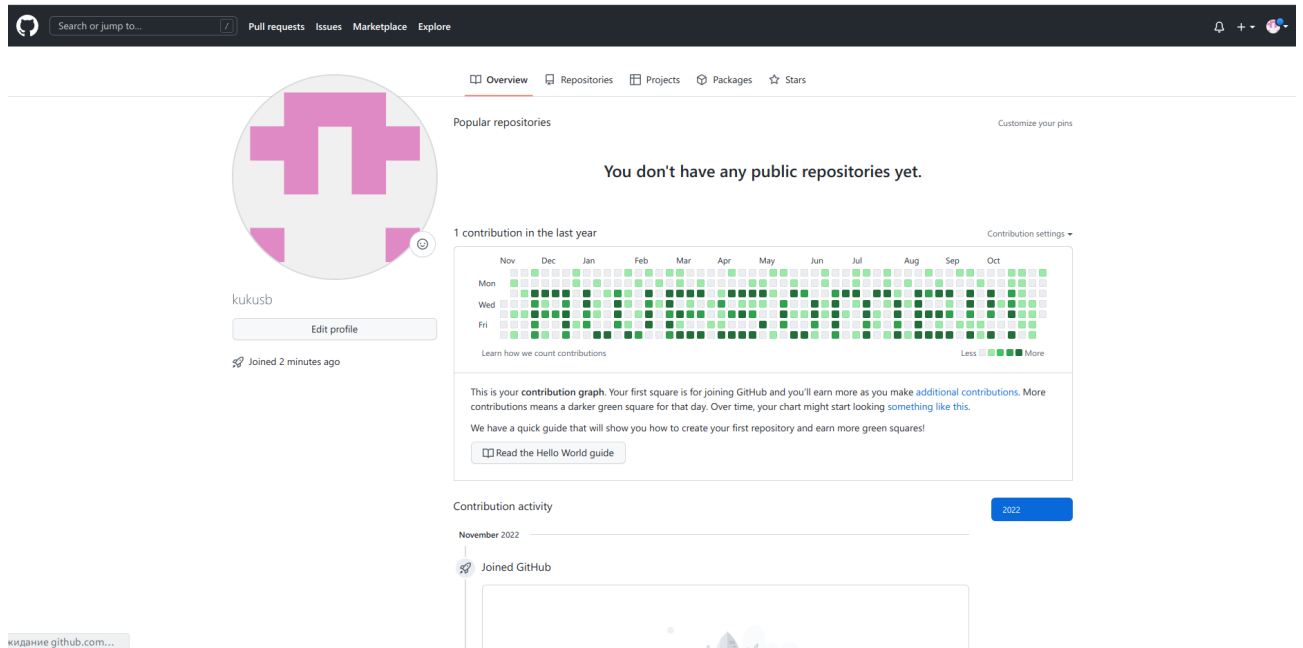 Search or jump to... /
Pull requests Issues Marketplace Explore
Overview Repositories Projects Packages Stars
Popular repositories Customize your pins
You don't have any public repositories yet.
1 contribution in the last year Contribution settings
Nov Dec Jan Feb Mar Apr May Jun Jul Aug Sep Oct
Mon
Wed
Fri
Learn how we count contributions Less More
kukusb
Edit profile
Joined 2 minutes ago
This is your contribution graph. Your first square is for joining GitHub and you'll earn more as you make additional contributions. More
contributions means a darker green square for that day. Over time, your chart might start looking something like this.
We have a quick guide that will show you how to create your first repository and earn more green squares!
Read the Hello World guide
Contribution activity 2022
November 2022
Joined GitHub
жидание github.com...